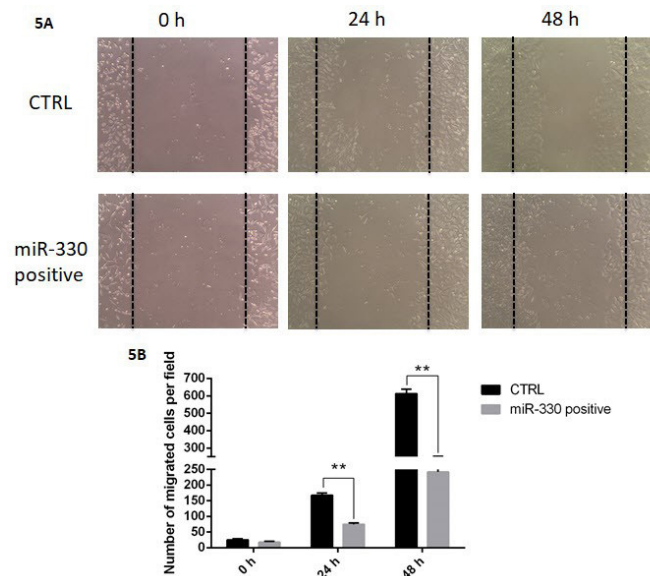 5A
0 h
24 h
48 h
CTRL
miR-330
positive
5B
Number of migrated cells per field
700
600
500
400
300
250
200
150
100
50
0
**
**
0 h
24 h
48 h
CTRL
miR-330 positive